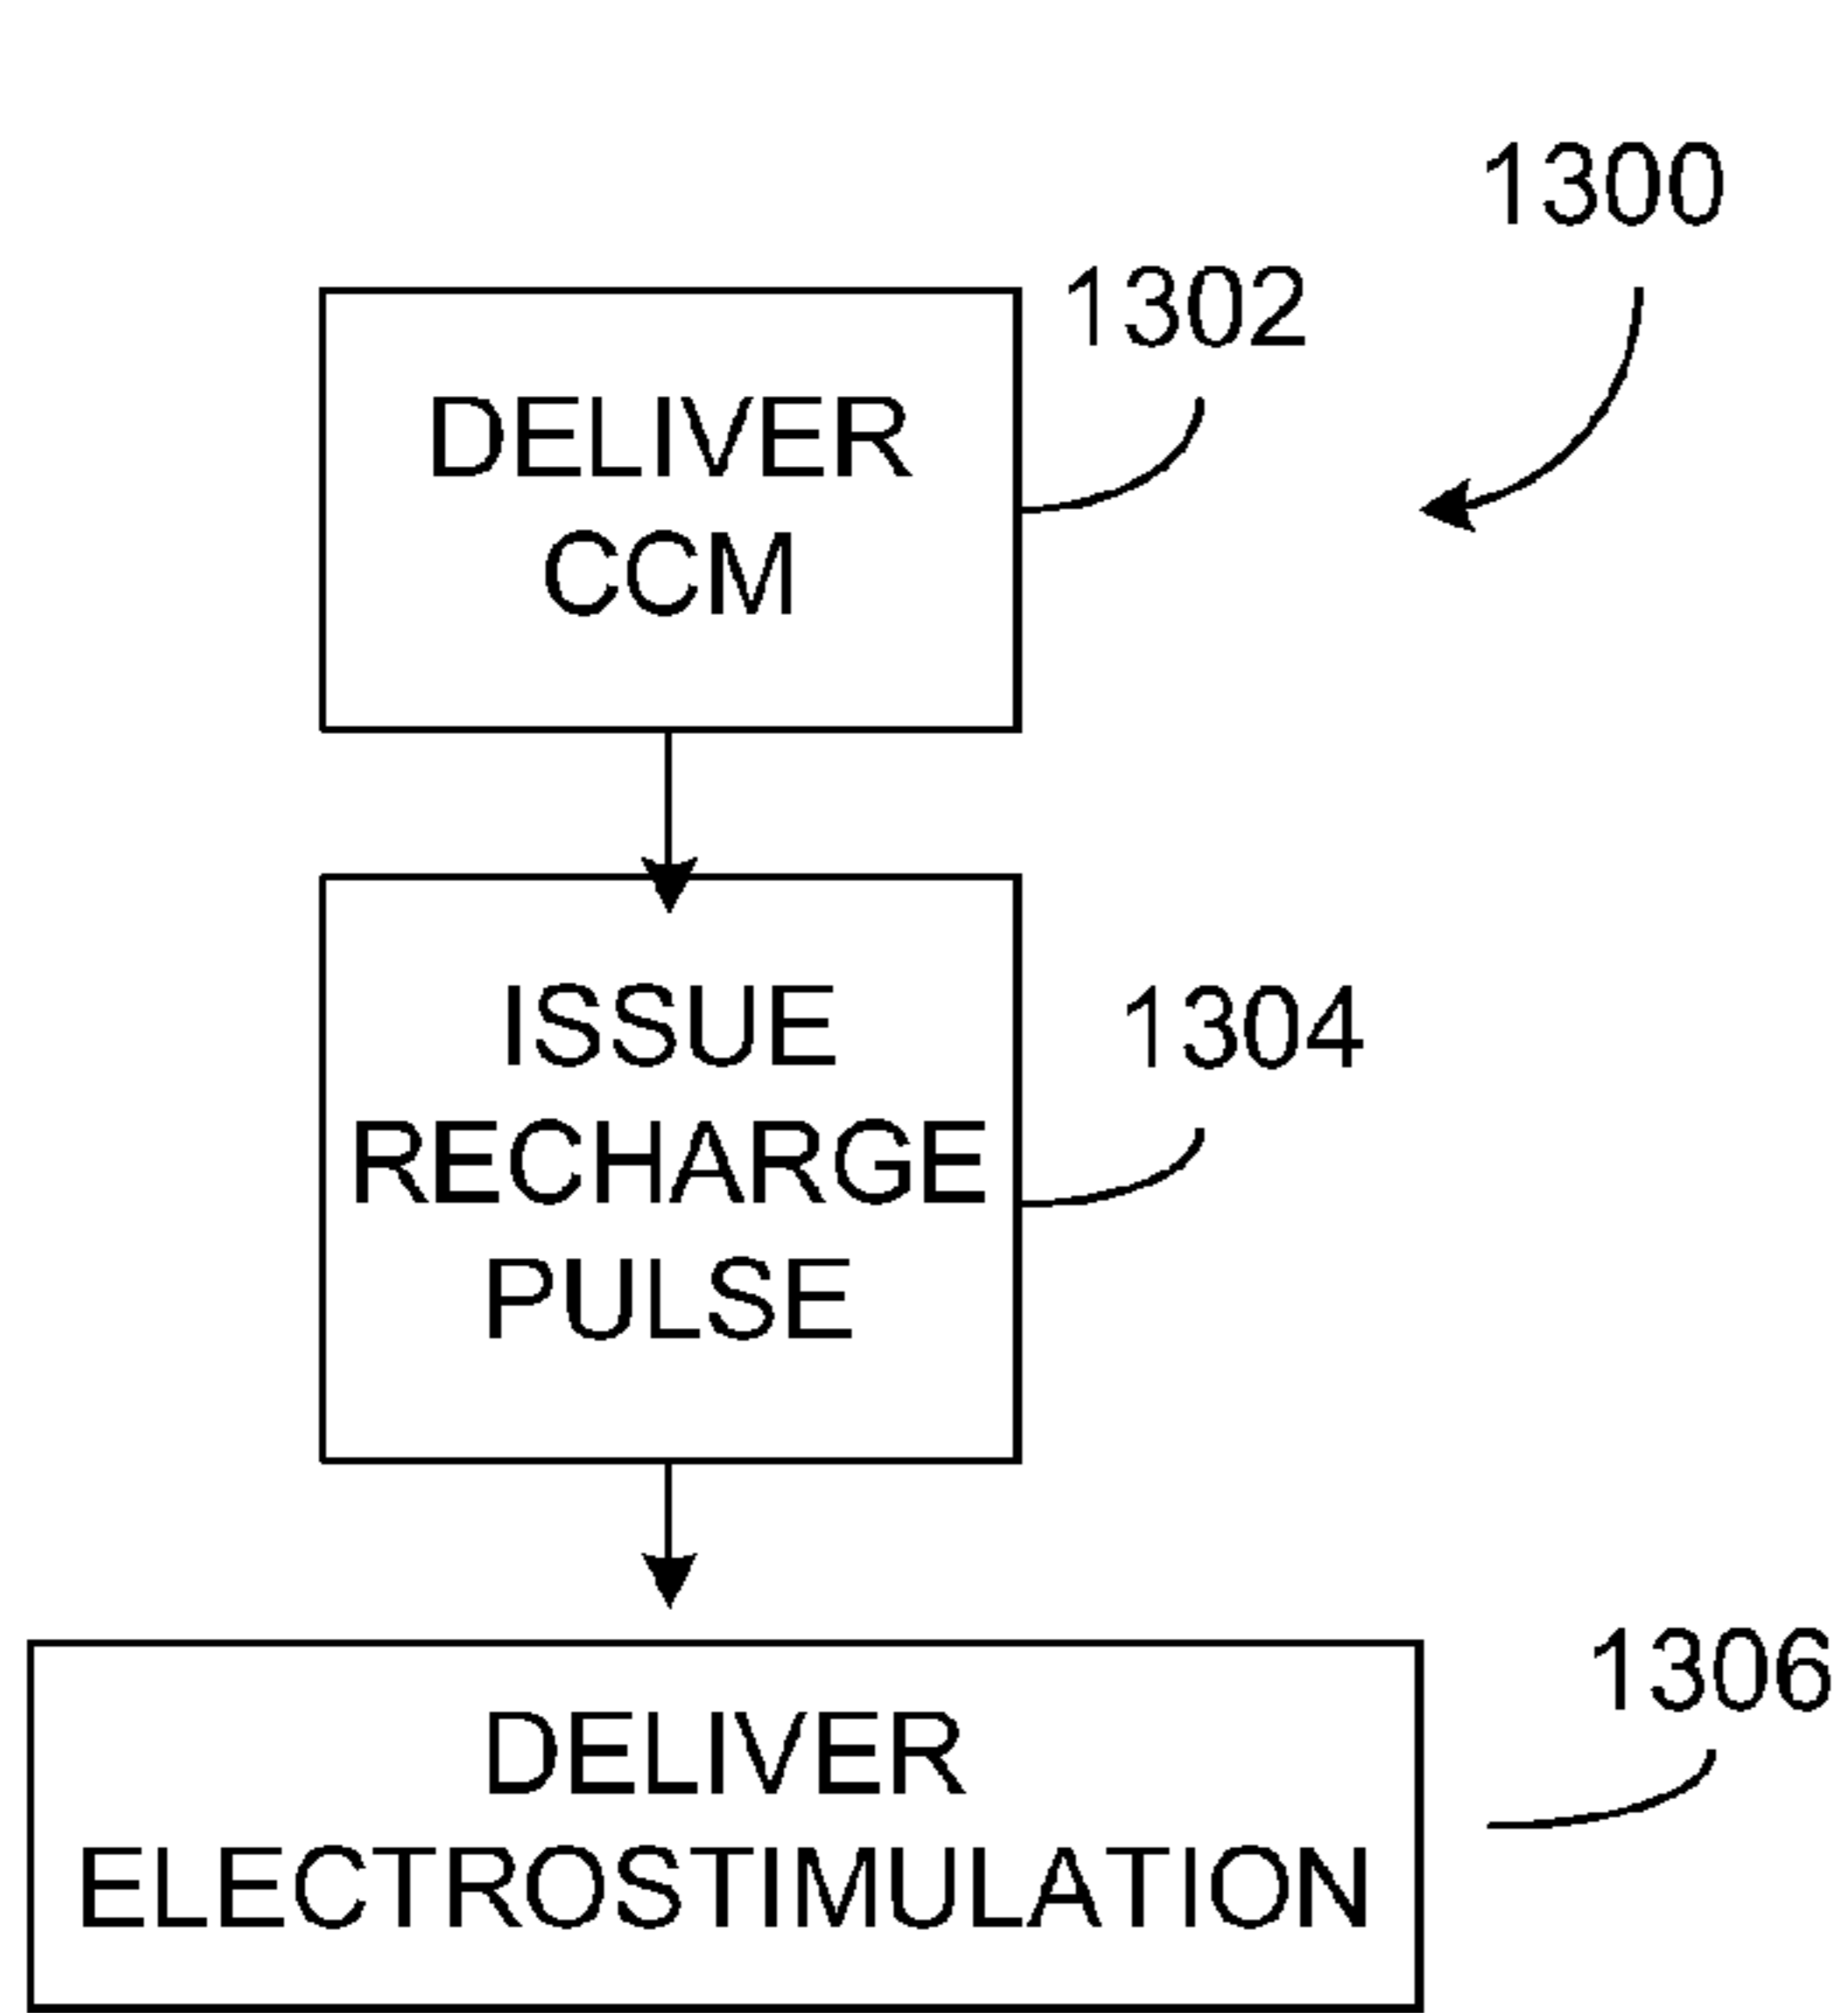 1300
1302
DELIVER
CCM
ISSUE
RECHARGE
PULSE
1304
DELIVER
ELECTROSTIMULATION
1306